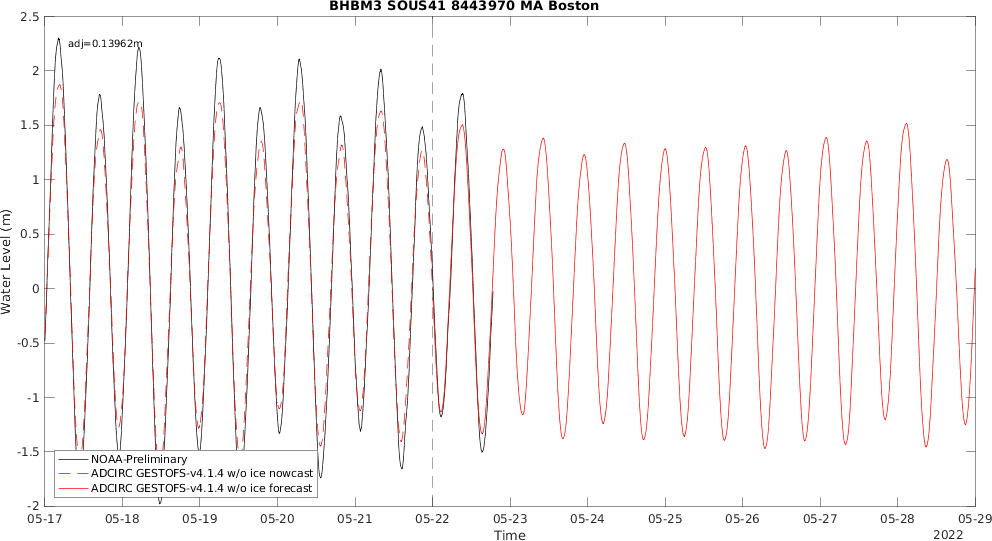 BHBM3 SOUS41 8443970 MA Boston
adj=0.13962m
2.5
2
1.5
1
0.5
0
-0.5
-1
-1.5
-2
Water Level (m)
NOAA-Preliminary
ADCIRC GESTOFS-v4.1.4 w/o ice nowcast
ADCIRC GESTOFS-v4.1.4 w/o ice forecast
05-17 05-18 05-19 05-20 05-21 05-22 05-23 05-24 05-25 05-26 05-27 05-28 05-29
Time
2022